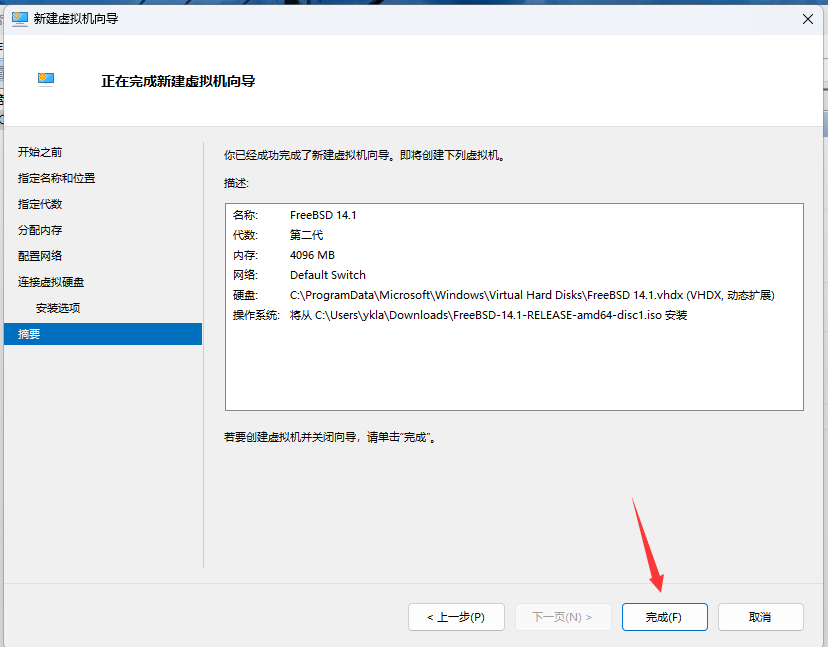 新建虚拟机向导
正在完成新建虚拟机向导
开始之前
指定名称和位置
指定代数
分配内存
配置网络
连接虚拟硬盘
安装选项
摘要
你已经成功完成了新建虚拟机向导。即将创建下列虚拟机。
描述:
名称: FreeBSD 14.1
代数: 第二代
内存: 4096 MB
网络: Default Switch
硬盘: C:\ProgramData\Microsoft\Windows\Virtual Hard Disks\FreeBSD 14.1.vhdx (VHDX, 动态扩展)
操作系统: 将从 C:\Users\ykla\Downloads\FreeBSD-14.1-RELEASE-amd64-disc1.iso 安装
若要创建虚拟机并关闭向导，请单击"完成"。
< 上一步(P) 下一页(N) > 完成(F) 取消